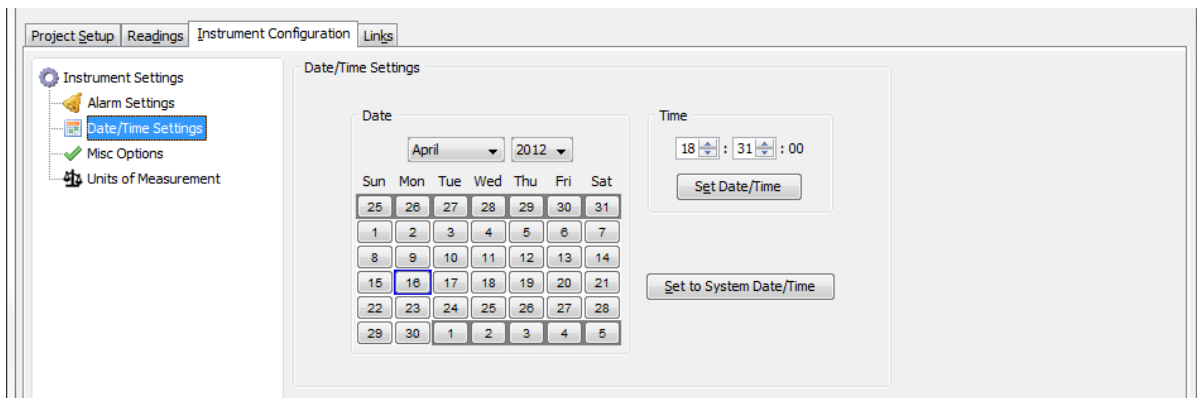 Project Setup Readings Instrument Configuration Links
Instrument Settings
Alarm Settings
Date/Time Settings
Misc Options
Units of Measurement
Date/Time Settings
Date
April 2012
Sun Mon Tue Wed Thu Fri Sat
25 26 27 28 29 30 31
1 2 3 4 5 6 7
8 9 10 11 12 13 14
15 16 17 18 19 20 21
22 23 24 25 26 27 28
29 30 1 2 3 4 5
Time
18 : 31 : 00
Set Date/Time
Set to System Date/Time